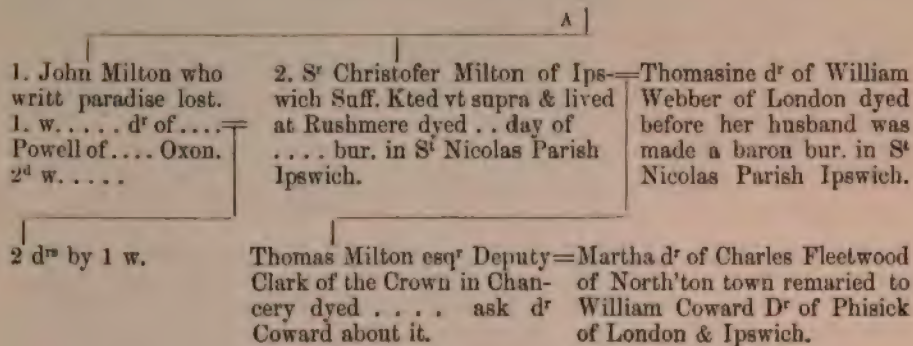 A
1. John Milton who
writt paradise lost.
1. w. . . . . dʳ of . . . .
Powell of . . . . Oxon.
2ᵈ w. . . . .
2. Sʳ Christofer Milton of Ips-
wich Suff. Kted vt supra & lived
at Rushmere dyed . . day of
. . . . bur. in Sᵗ Nicolas Parish
Ipswich.
Thomasine dʳ of William
Webber of London dyed
before her husband was
made a baron bur. in Sᵗ
Nicolas Parish Ipswich.
2 dʳˢ by 1 w.
Thomas Milton esqʳ Deputy
Clark of the Crown in Chan-
cery dyed . . . . ask dʳ
Coward about it.
Martha dʳ of Charles Fleetwood
of North'ton town remaried to
William Coward Dʳ of Phisick
of London & Ipswich.